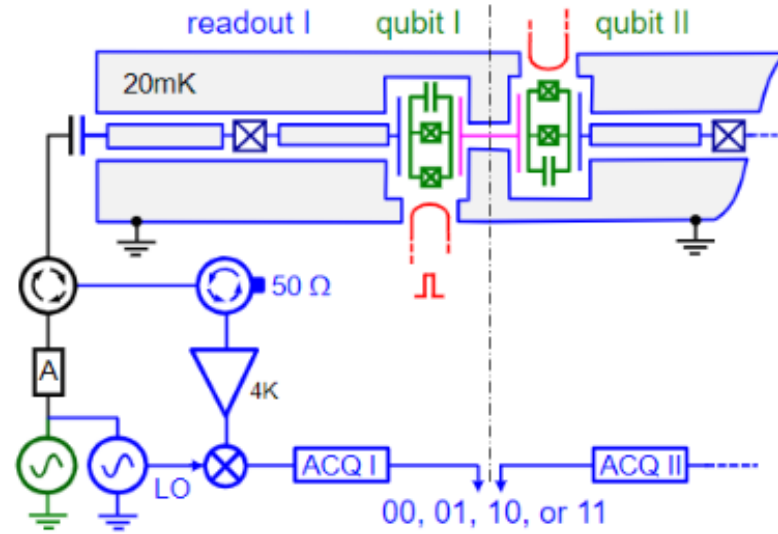 readout I qubit I qubit II
20mK
50 Ω
A
4K
LO
ACQ I ACQ II
00, 01, 10, or 11